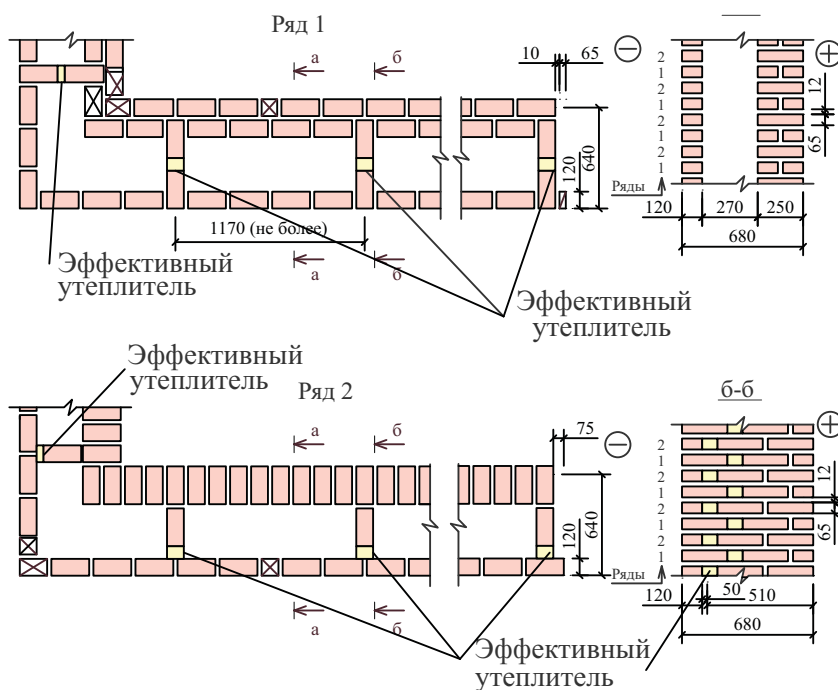 Ряд 1
а
б
10
65
−
+
120
640
2
1
2
1
2
1
2
1
12
65
Ряды
120
270
250
680
1170 (не более)
а
б
Эффективный
утеплитель
Эффективный
утеплитель
Эффективный
утеплитель
Ряд 2
а
б
75
−
б-б
+
120
640
2
1
2
1
2
1
2
1
12
65
Ряды
120
50
510
680
а
б
Эффективный
утеплитель